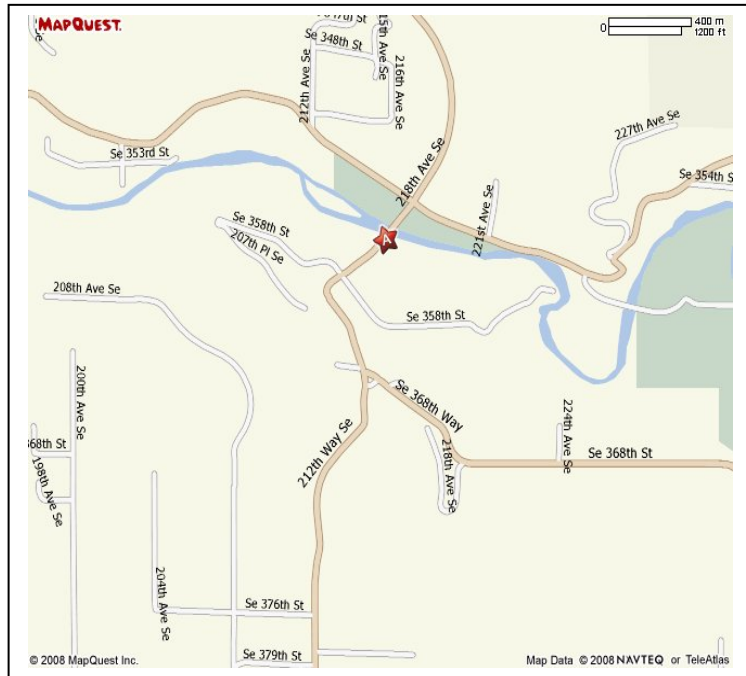 MAPQUEST.
400 m
0
1200 ft
Se 348th St
215th Ave Se
216th Ave Se
212th Ave Se
218th Ave Se
227th Ave Se
Se 353rd St
Se 354th S
221st Ave Se
A
Se 358th St
207th Pl Se
208th Ave Se
Se 358th St
200th Ave Se
Se 368th Way
212th Way Se
224th Ave Se
368th St
198th Ave Se
218th Ave Se
Se 368th St
204th Ave Se
Se 376th St
Se 379th St
© 2008 MapQuest Inc.
Map Data © 2008 NAVTEQ or TeleAtlas